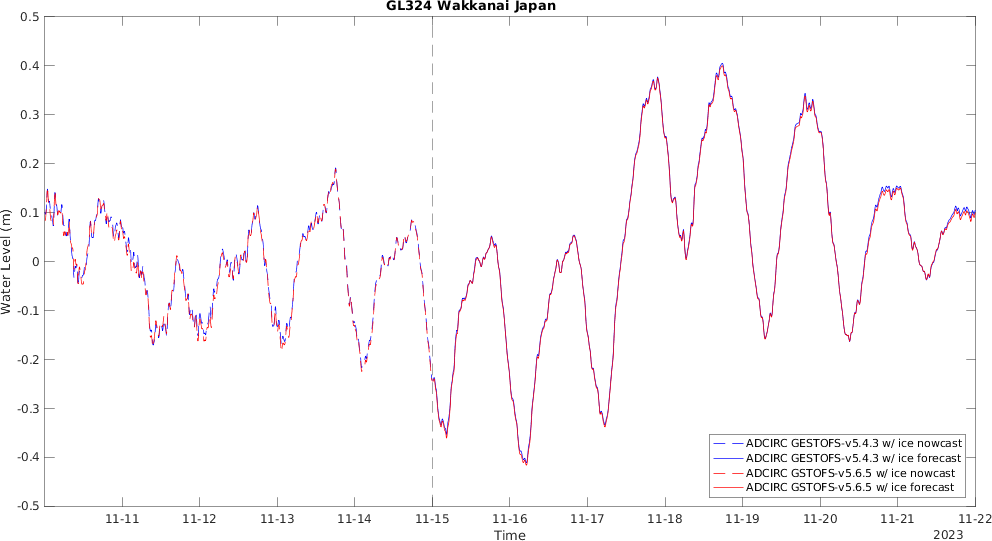 GL324 Wakkanai Japan
0.5
0.4
0.3
0.2
0.1
0
-0.1
-0.2
-0.3
-0.4
-0.5
Water Level (m)
ADCIRC GESTOFS-v5.4.3 w/ ice nowcast
ADCIRC GESTOFS-v5.4.3 w/ ice forecast
ADCIRC GSTOFS-v5.6.5 w/ ice nowcast
ADCIRC GSTOFS-v5.6.5 w/ ice forecast
11-11 11-12 11-13 11-14 11-15 11-16 11-17 11-18 11-19 11-20 11-21 11-22
Time
2023